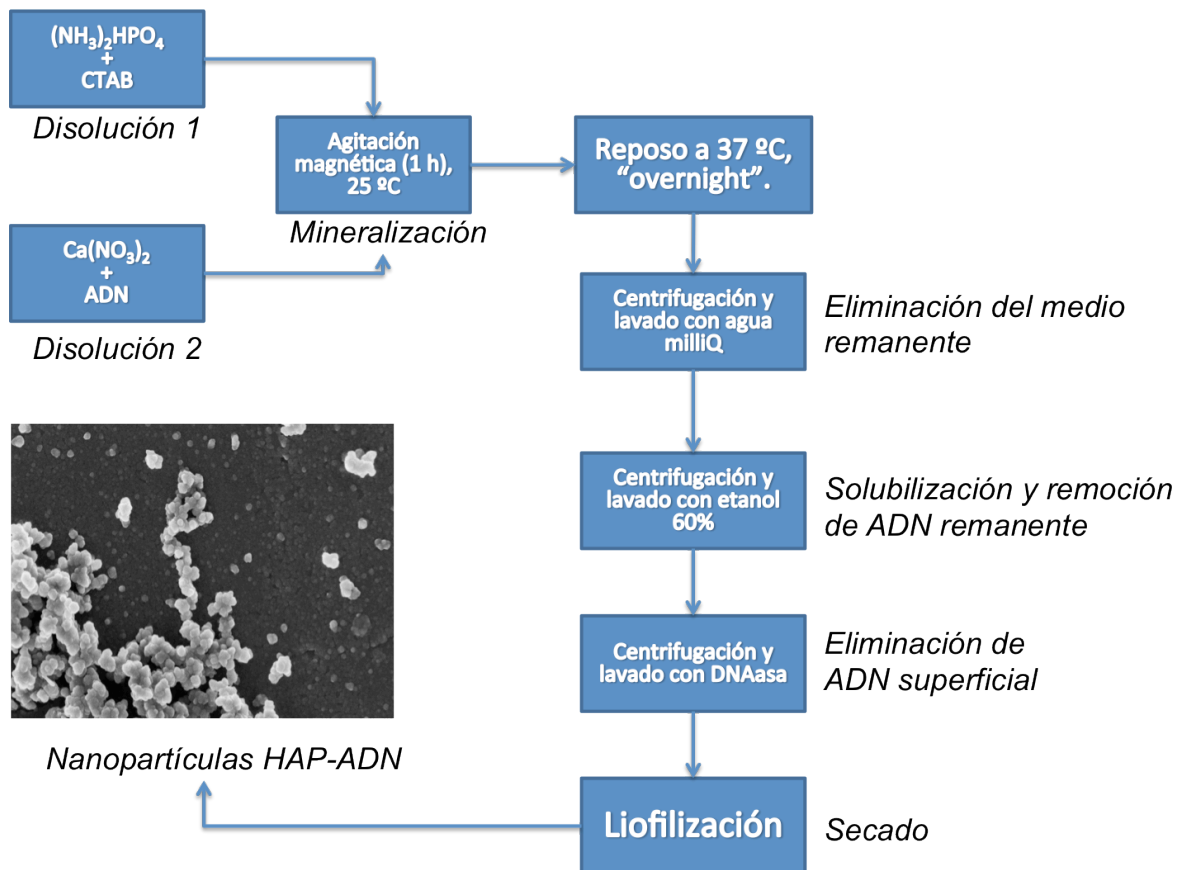 (NH₃)₂HPO₄
+
CTAB
Disolución 1
Agitación
magnética (1 h),
25 ºC
Mineralización
Reposo a 37 ºC,
“overnight”.
Ca(NO₃)₂
+
ADN
Disolución 2
Centrifugación y
lavado con agua
milliQ
Eliminación del medio
remanente
Centrifugación y
lavado con etanol
60%
Solubilización y remoción
de ADN remanente
Centrifugación y
lavado con DNAasa
Eliminación de
ADN superficial
Liofilización
Secado
Nanopartículas HAP-ADN